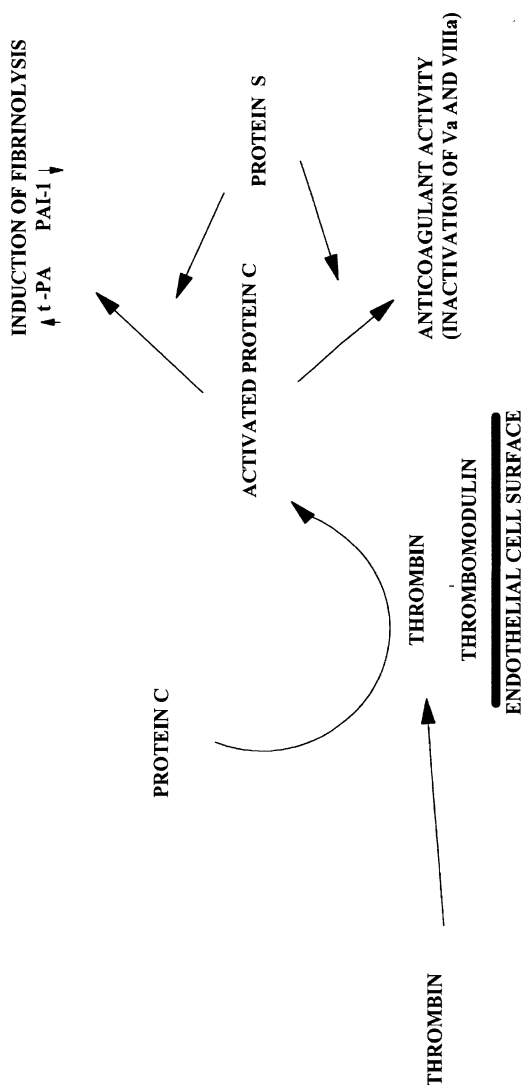 INDUCTION OF FIBRINOLYSIS
t-PA PAI-1
PROTEIN S
PROTEIN C
ACTIVATED PROTEIN C
THROMBIN
THROMBIN
THROMBOMODULIN
ENDOTHELIAL CELL SURFACE
ANTICOAGULANT ACTIVITY
(INACTIVATION OF Va AND VIIIa)